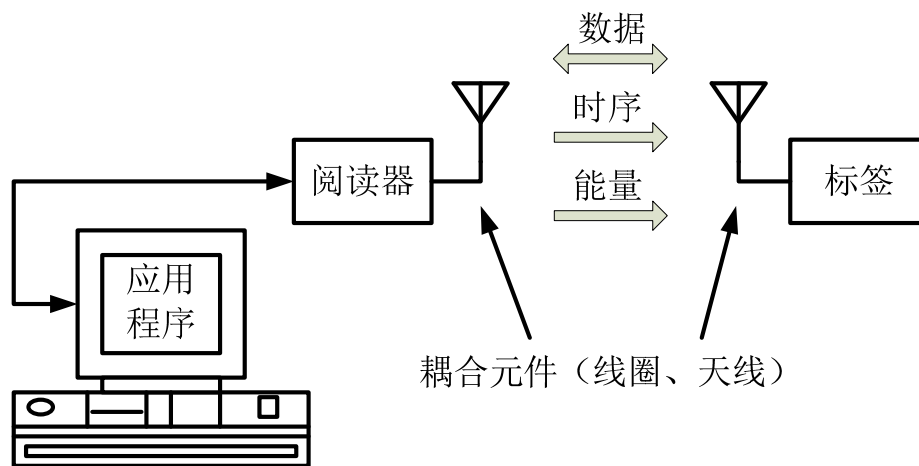 数据
时序
阅读器
能量
标签
应用
程序
耦合元件（线圈、天线）